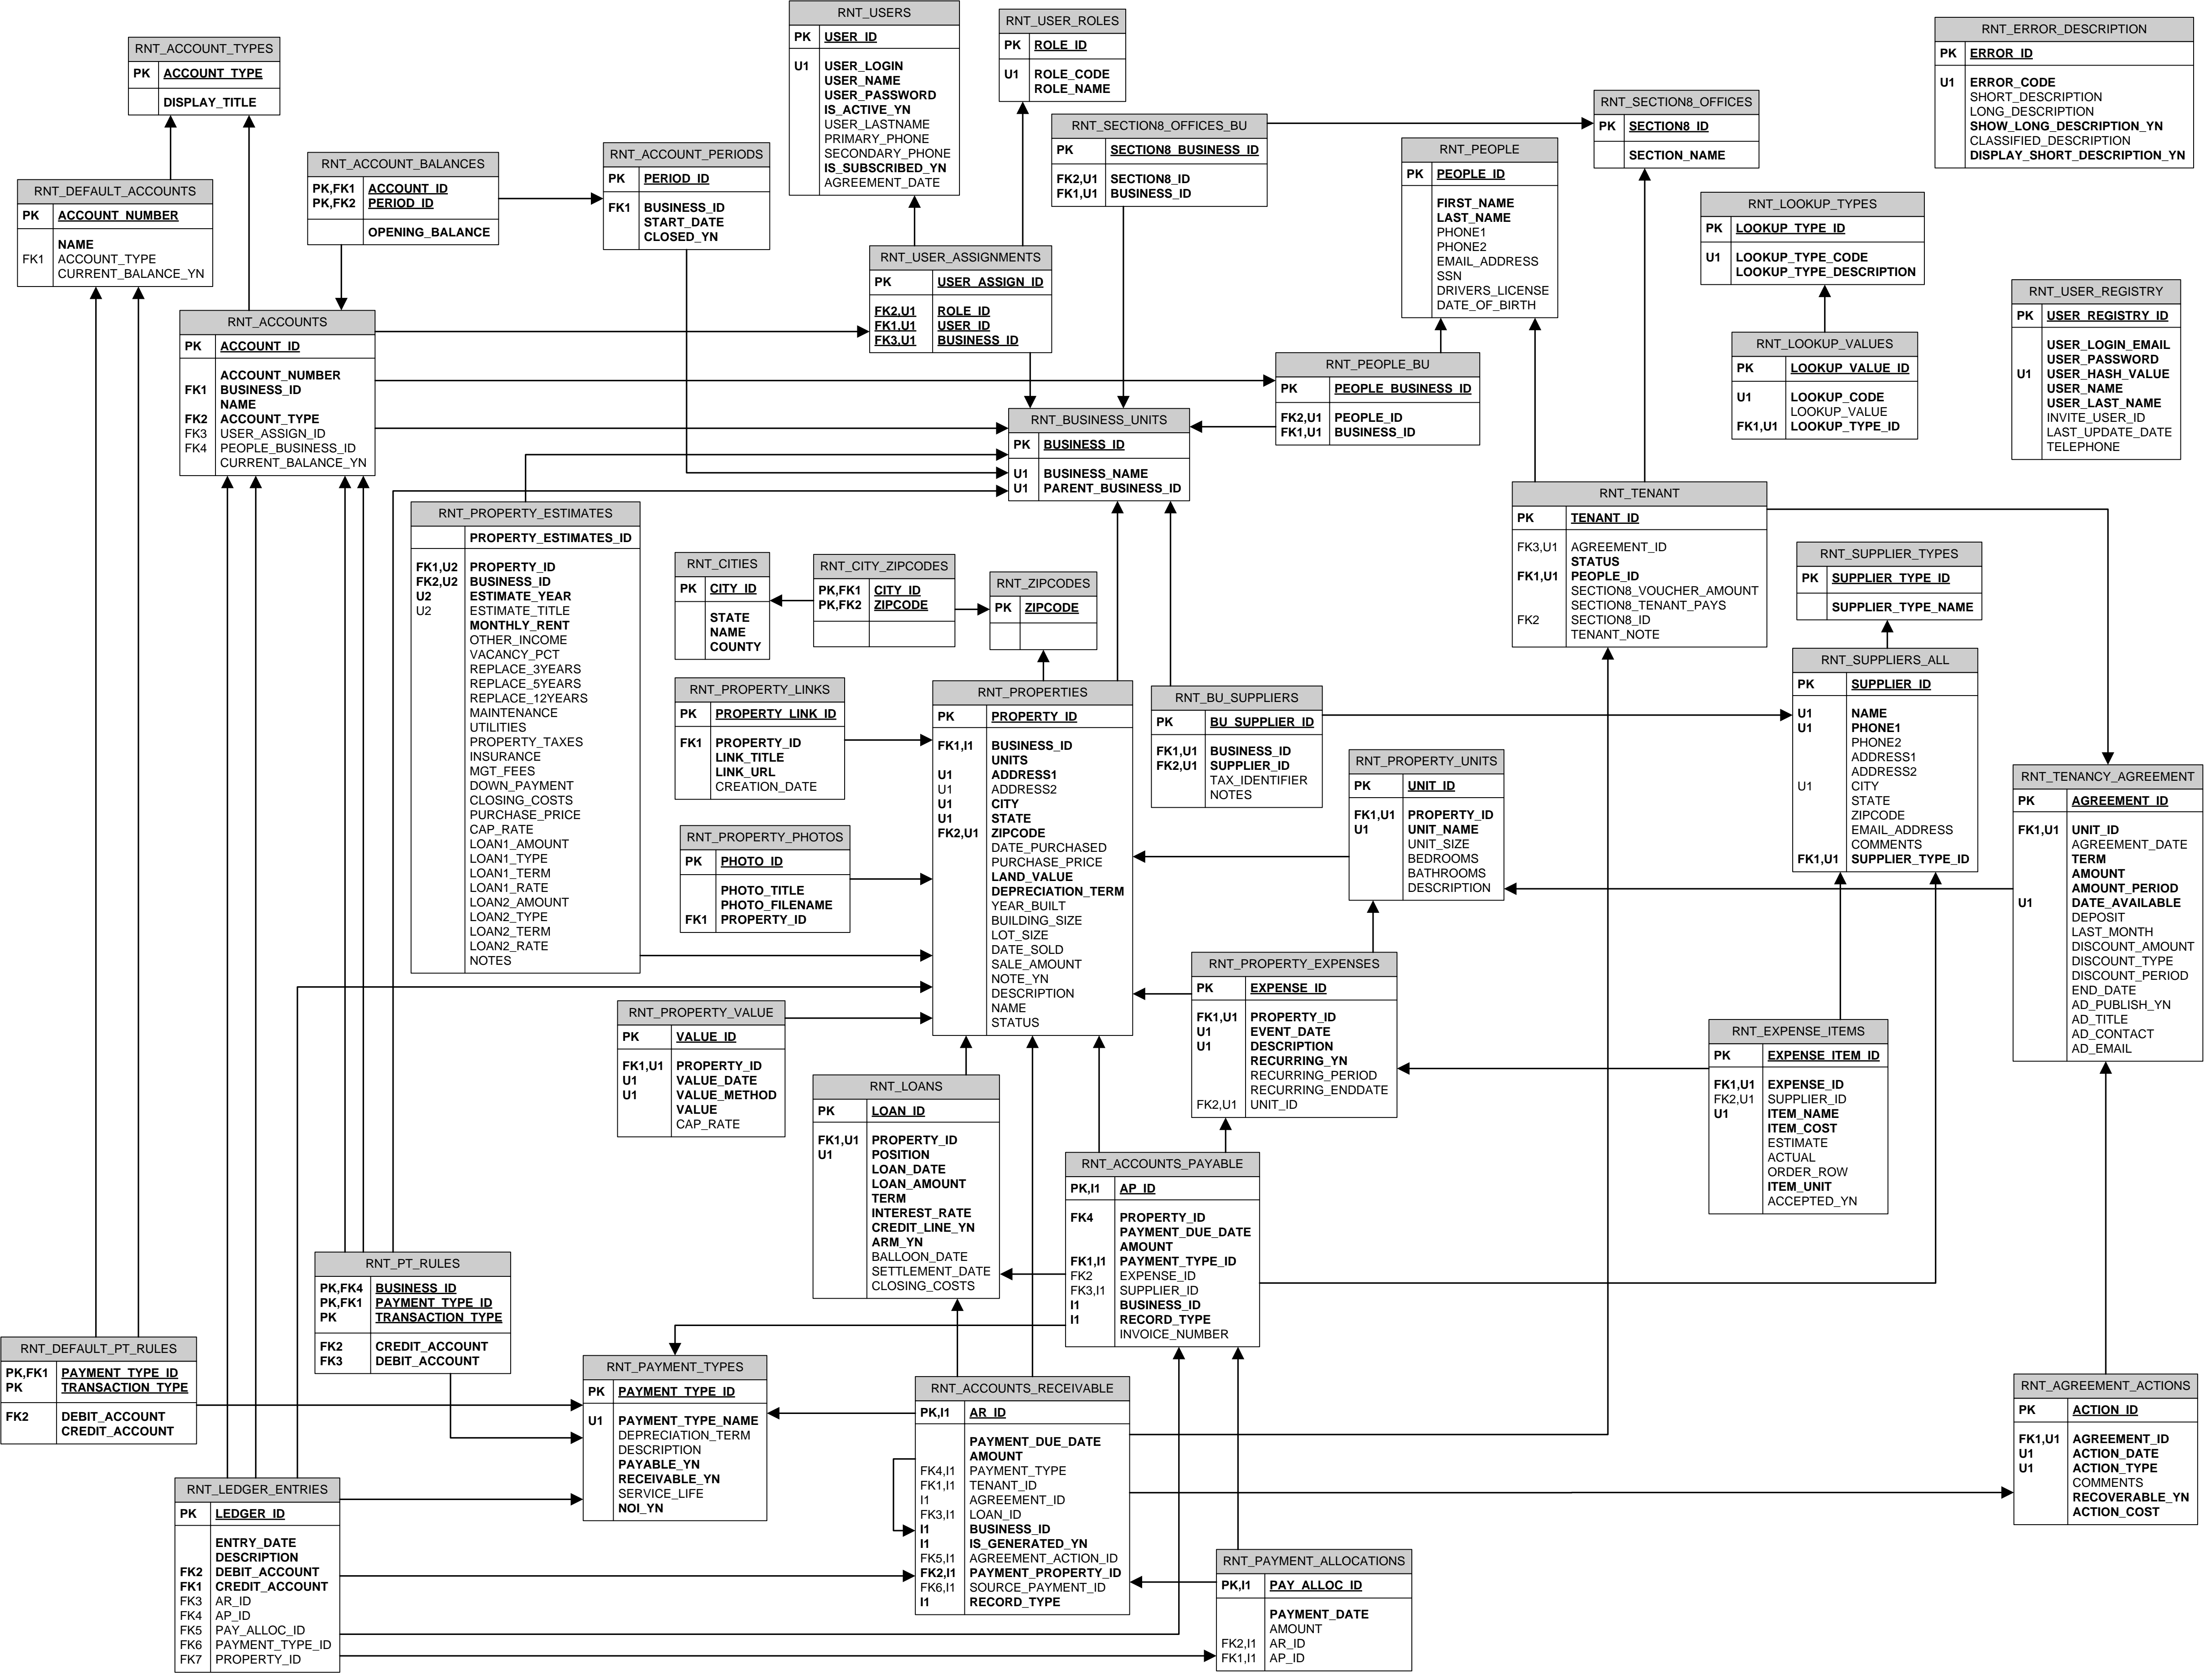 RNT_USERS
PK USER_ID
U1 USER_LOGIN
USER_NAME
USER_PASSWORD
IS_ACTIVE_YN
USER_LASTNAME
PRIMARY_PHONE
SECONDARY_PHONE
IS_SUBSCRIBED_YN
AGREEMENT_DATE
RNT_USER_ROLES
PK ROLE_ID
U1 ROLE_CODE
ROLE_NAME
RNT_ERROR_DESCRIPTION
PK ERROR_ID
U1 ERROR_CODE
SHORT_DESCRIPTION
LONG_DESCRIPTION
SHOW_LONG_DESCRIPTION_YN
CLASSIFIED_DESCRIPTION
DISPLAY_SHORT_DESCRIPTION_YN
RNT_ACCOUNT_TYPES
PK ACCOUNT_TYPE
DISPLAY_TITLE
RNT_SECTION8_OFFICES_BU
PK SECTION8_BUSINESS_ID
FK2,U1 SECTION8_ID
FK1,U1 BUSINESS_ID
RNT_SECTION8_OFFICES
PK SECTION8_ID
SECTION_NAME
RNT_ACCOUNT_BALANCES
PK,FK1 ACCOUNT_ID
PK,FK2 PERIOD_ID
OPENING_BALANCE
RNT_ACCOUNT_PERIODS
PK PERIOD_ID
FK1 BUSINESS_ID
START_DATE
CLOSED_YN
RNT_PEOPLE
PK PEOPLE_ID
FIRST_NAME
LAST_NAME
PHONE1
PHONE2
EMAIL_ADDRESS
SSN
DRIVERS_LICENSE
DATE_OF_BIRTH
RNT_DEFAULT_ACCOUNTS
PK ACCOUNT_NUMBER
NAME
FK1 ACCOUNT_TYPE
CURRENT_BALANCE_YN
RNT_LOOKUP_TYPES
PK LOOKUP_TYPE_ID
U1 LOOKUP_TYPE_CODE
LOOKUP_TYPE_DESCRIPTION
RNT_USER_ASSIGNMENTS
PK USER_ASSIGN_ID
FK2,U1 ROLE_ID
FK1,U1 USER_ID
FK3,U1 BUSINESS_ID
RNT_USER_REGISTRY
PK USER_REGISTRY_ID
USER_LOGIN_EMAIL
USER_PASSWORD
U1 USER_HASH_VALUE
USER_NAME
USER_LAST_NAME
INVITE_USER_ID
LAST_UPDATE_DATE
TELEPHONE
RNT_ACCOUNTS
PK ACCOUNT_ID
ACCOUNT_NUMBER
FK1 BUSINESS_ID
NAME
FK2 ACCOUNT_TYPE
FK3 USER_ASSIGN_ID
FK4 PEOPLE_BUSINESS_ID
CURRENT_BALANCE_YN
RNT_LOOKUP_VALUES
PK LOOKUP_VALUE_ID
U1 LOOKUP_CODE
LOOKUP_VALUE
FK1,U1 LOOKUP_TYPE_ID
RNT_PEOPLE_BU
PK PEOPLE_BUSINESS_ID
FK2,U1 PEOPLE_ID
FK1,U1 BUSINESS_ID
RNT_BUSINESS_UNITS
PK BUSINESS_ID
U1 BUSINESS_NAME
U1 PARENT_BUSINESS_ID
RNT_TENANT
PK TENANT_ID
FK3,U1 AGREEMENT_ID
STATUS
FK1,U1 PEOPLE_ID
SECTION8_VOUCHER_AMOUNT
SECTION8_TENANT_PAYS
FK2 SECTION8_ID
TENANT_NOTE
RNT_PROPERTY_ESTIMATES
PROPERTY_ESTIMATES_ID
FK1,U2 PROPERTY_ID
FK2,U2 BUSINESS_ID
U2 ESTIMATE_YEAR
U2 ESTIMATE_TITLE
MONTHLY_RENT
OTHER_INCOME
VACANCY_PCT
REPLACE_3YEARS
REPLACE_5YEARS
REPLACE_12YEARS
MAINTENANCE
UTILITIES
PROPERTY_TAXES
INSURANCE
MGT_FEES
DOWN_PAYMENT
CLOSING_COSTS
PURCHASE_PRICE
CAP_RATE
LOAN1_AMOUNT
LOAN1_TYPE
LOAN1_TERM
LOAN1_RATE
LOAN2_AMOUNT
LOAN2_TYPE
LOAN2_TERM
LOAN2_RATE
NOTES
RNT_CITIES
PK CITY_ID
STATE
NAME
COUNTY
RNT_CITY_ZIPCODES
PK,FK1 CITY_ID
PK,FK2 ZIPCODE
RNT_ZIPCODES
PK ZIPCODE
RNT_SUPPLIER_TYPES
PK SUPPLIER_TYPE_ID
SUPPLIER_TYPE_NAME
RNT_SUPPLIERS_ALL
PK SUPPLIER_ID
U1 NAME
U1 PHONE1
PHONE2
ADDRESS1
ADDRESS2
U1 CITY
STATE
ZIPCODE
EMAIL_ADDRESS
COMMENTS
FK1,U1 SUPPLIER_TYPE_ID
RNT_PROPERTY_LINKS
PK PROPERTY_LINK_ID
FK1 PROPERTY_ID
LINK_TITLE
LINK_URL
CREATION_DATE
RNT_PROPERTIES
PK PROPERTY_ID
FK1,I1 BUSINESS_ID
UNITS
U1 ADDRESS1
U1 ADDRESS2
U1 CITY
U1 STATE
FK2,U1 ZIPCODE
DATE_PURCHASED
PURCHASE_PRICE
LAND_VALUE
DEPRECIATION_TERM
YEAR_BUILT
BUILDING_SIZE
LOT_SIZE
DATE_SOLD
SALE_AMOUNT
NOTE_YN
DESCRIPTION
NAME
STATUS
RNT_BU_SUPPLIERS
PK BU_SUPPLIER_ID
FK1,U1 BUSINESS_ID
FK2,U1 SUPPLIER_ID
TAX_IDENTIFIER
NOTES
RNT_PROPERTY_UNITS
PK UNIT_ID
FK1,U1 PROPERTY_ID
U1 UNIT_NAME
UNIT_SIZE
BEDROOMS
BATHROOMS
DESCRIPTION
RNT_TENANCY_AGREEMENT
PK AGREEMENT_ID
FK1,U1 UNIT_ID
AGREEMENT_DATE
TERM
AMOUNT
AMOUNT_PERIOD
U1 DATE_AVAILABLE
DEPOSIT
LAST_MONTH
DISCOUNT_AMOUNT
DISCOUNT_TYPE
DISCOUNT_PERIOD
END_DATE
AD_PUBLISH_YN
AD_TITLE
AD_CONTACT
AD_EMAIL
RNT_PROPERTY_PHOTOS
PK PHOTO_ID
PHOTO_TITLE
PHOTO_FILENAME
FK1 PROPERTY_ID
RNT_PROPERTY_EXPENSES
PK EXPENSE_ID
FK1,U1 PROPERTY_ID
U1 EVENT_DATE
U1 DESCRIPTION
RECURRING_YN
RECURRING_PERIOD
RECURRING_ENDDATE
FK2,U1 UNIT_ID
RNT_PROPERTY_VALUE
PK VALUE_ID
FK1,U1 PROPERTY_ID
U1 VALUE_DATE
U1 VALUE_METHOD
VALUE
CAP_RATE
RNT_EXPENSE_ITEMS
PK EXPENSE_ITEM_ID
FK1,U1 EXPENSE_ID
FK2,U1 SUPPLIER_ID
U1 ITEM_NAME
ITEM_COST
ESTIMATE
ACTUAL
ORDER_ROW
ITEM_UNIT
ACCEPTED_YN
RNT_LOANS
PK LOAN_ID
FK1,U1 PROPERTY_ID
U1 POSITION
LOAN_DATE
LOAN_AMOUNT
TERM
INTEREST_RATE
CREDIT_LINE_YN
ARM_YN
BALLOON_DATE
SETTLEMENT_DATE
CLOSING_COSTS
RNT_ACCOUNTS_PAYABLE
PK,I1 AP_ID
FK4 PROPERTY_ID
PAYMENT_DUE_DATE
AMOUNT
FK1,I1 PAYMENT_TYPE_ID
FK2 EXPENSE_ID
FK3,I1 SUPPLIER_ID
I1 BUSINESS_ID
I1 RECORD_TYPE
INVOICE_NUMBER
RNT_PT_RULES
PK,FK4 BUSINESS_ID
PK,FK1 PAYMENT_TYPE_ID
PK TRANSACTION_TYPE
FK2 CREDIT_ACCOUNT
FK3 DEBIT_ACCOUNT
RNT_DEFAULT_PT_RULES
PK,FK1 PAYMENT_TYPE_ID
PK TRANSACTION_TYPE
FK2 DEBIT_ACCOUNT
CREDIT_ACCOUNT
RNT_PAYMENT_TYPES
PK PAYMENT_TYPE_ID
U1 PAYMENT_TYPE_NAME
DEPRECIATION_TERM
DESCRIPTION
PAYABLE_YN
RECEIVABLE_YN
SERVICE_LIFE
NOI_YN
RNT_ACCOUNTS_RECEIVABLE
PK,I1 AR_ID
PAYMENT_DUE_DATE
AMOUNT
FK4,I1 PAYMENT_TYPE
FK1,I1 TENANT_ID
I1 AGREEMENT_ID
FK3,I1 LOAN_ID
I1 BUSINESS_ID
I1 IS_GENERATED_YN
FK5,I1 AGREEMENT_ACTION_ID
FK2,I1 PAYMENT_PROPERTY_ID
FK6,I1 SOURCE_PAYMENT_ID
I1 RECORD_TYPE
RNT_AGREEMENT_ACTIONS
PK ACTION_ID
FK1,U1 AGREEMENT_ID
U1 ACTION_DATE
U1 ACTION_TYPE
COMMENTS
RECOVERABLE_YN
ACTION_COST
RNT_LEDGER_ENTRIES
PK LEDGER_ID
ENTRY_DATE
DESCRIPTION
FK2 DEBIT_ACCOUNT
FK1 CREDIT_ACCOUNT
FK3 AR_ID
FK4 AP_ID
FK5 PAY_ALLOC_ID
FK6 PAYMENT_TYPE_ID
FK7 PROPERTY_ID
RNT_PAYMENT_ALLOCATIONS
PK,I1 PAY_ALLOC_ID
PAYMENT_DATE
AMOUNT
FK2,I1 AR_ID
FK1,I1 AP_ID